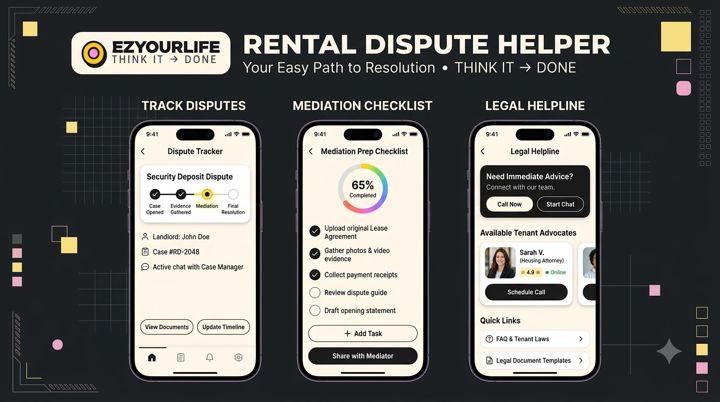 EZYOURLIFE
THINK IT → DONE
RENTAL DISPUTE HELPER
Your Easy Path to Resolution • THINK IT → DONE
TRACK DISPUTES
9:41
Dispute Tracker
Security Deposit Dispute
Case Opened
Evidence Gathered
Mediation
Final Resolution
Landlord: John Doe
Case #RD-2048
Active chat with Case Manager
View Documents
Update Timeline
MEDIATION CHECKLIST
9:41
Mediation Prep Checklist
65%
Completed
Upload original Lease
Agreement
Gather photos & video
evidence
Collect payment receipts
Review dispute guide
Draft opening statement
+ Add Task
Share with Mediator
LEGAL HELPLINE
9:41
Legal Helpline
Need Immediate Advice?
Connect with our team.
Call Now
Start Chat
Available Tenant Advocates
Sarah V.
(Housing Attorney)
4.9
Online
Schedule Call
Quick Links
FAQ & Tenant Laws
Legal Document Templates